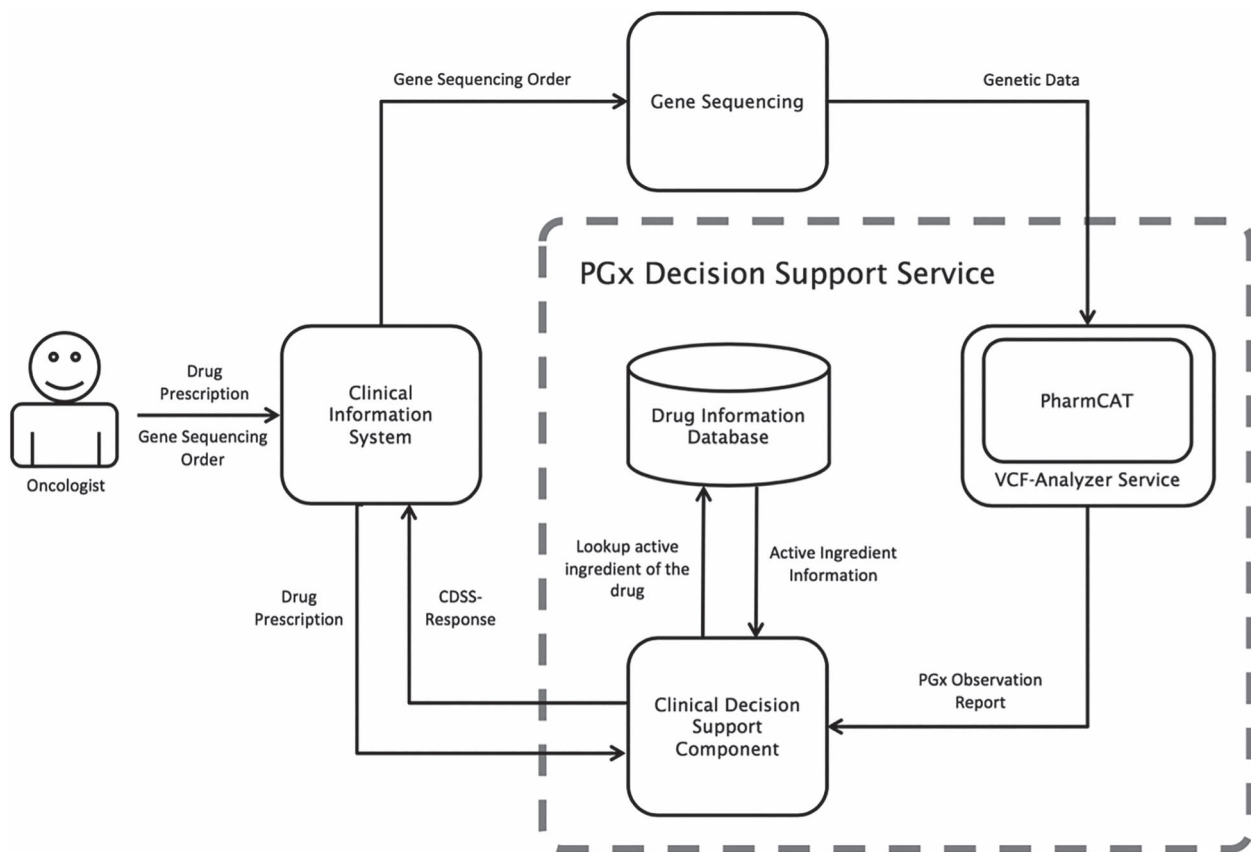 Gene Sequencing Order
Gene Sequencing
Genetic Data
PGx Decision Support Service
Drug
Prescription
Gene Sequencing
Order
Oncologist
Clinical
Information
System
Drug Information
Database
PharmCAT
VCF-Analyzer Service
Lookup active
ingredient of the
drug
Active Ingredient
Information
Drug
Prescription
CDSS-
Response
Clinical Decision
Support
Component
PGx Observation
Report